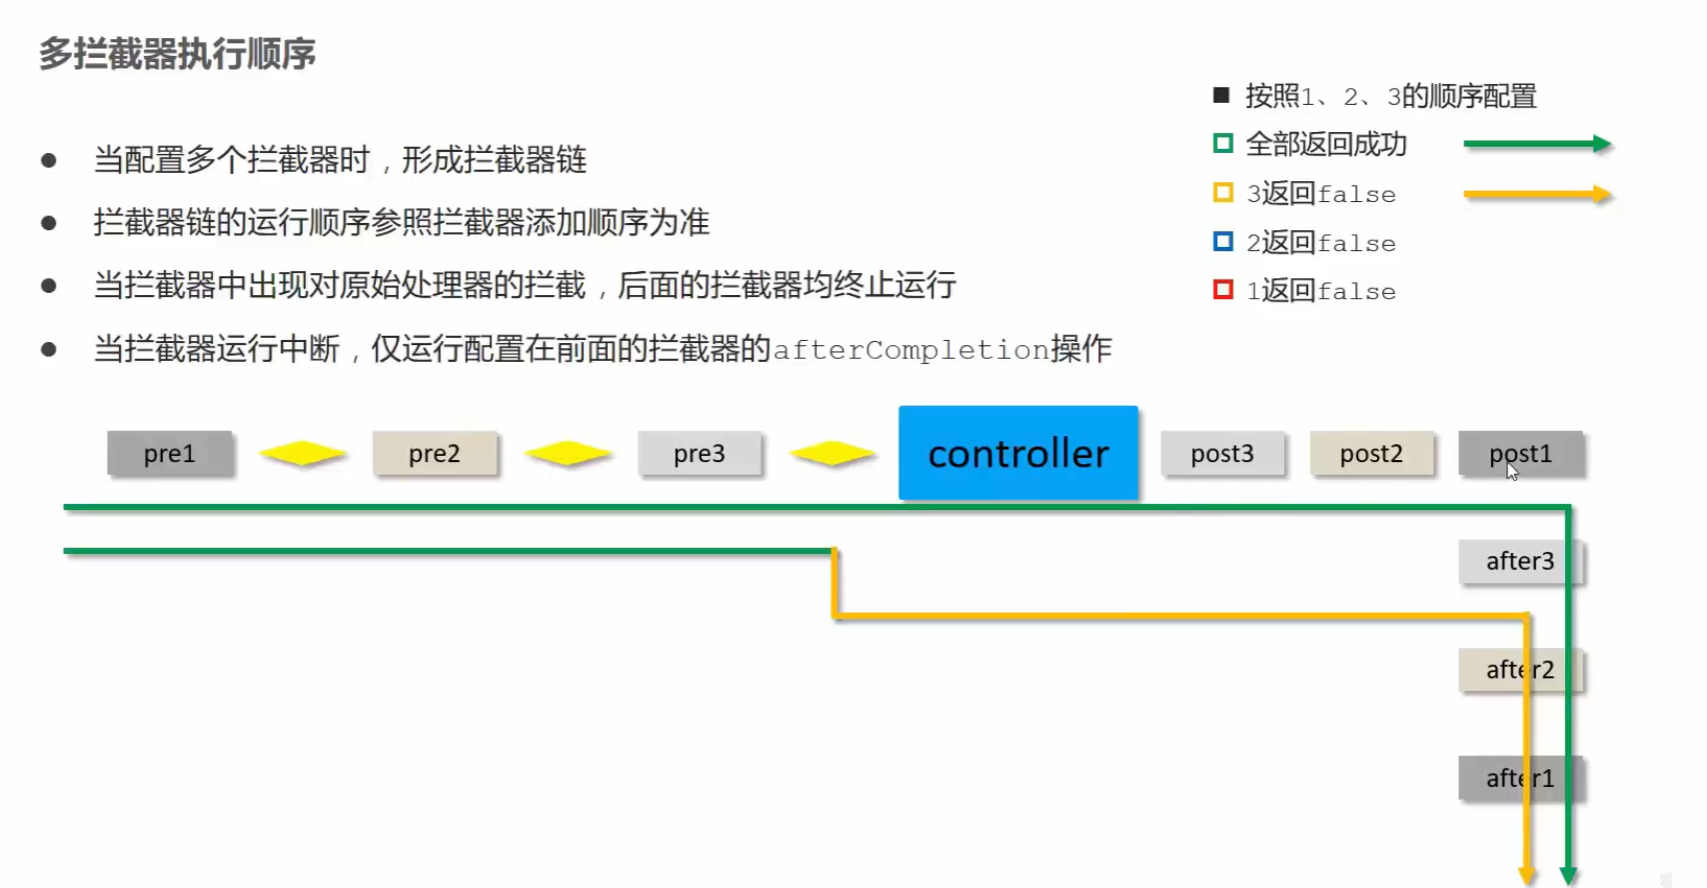 多拦截器执行顺序
当配置多个拦截器时，形成拦截器链
拦截器链的运行顺序参照拦截器添加顺序为准
当拦截器中出现对原始处理器的拦截，后面的拦截器均终止运行
当拦截器运行中断，仅运行配置在前面的拦截器的afterCompletion操作
按照1、2、3的顺序配置
全部返回成功
3返回false
2返回false
1返回false
pre1
pre2
pre3
controller
post3
post2
post1
after3
after2
after1